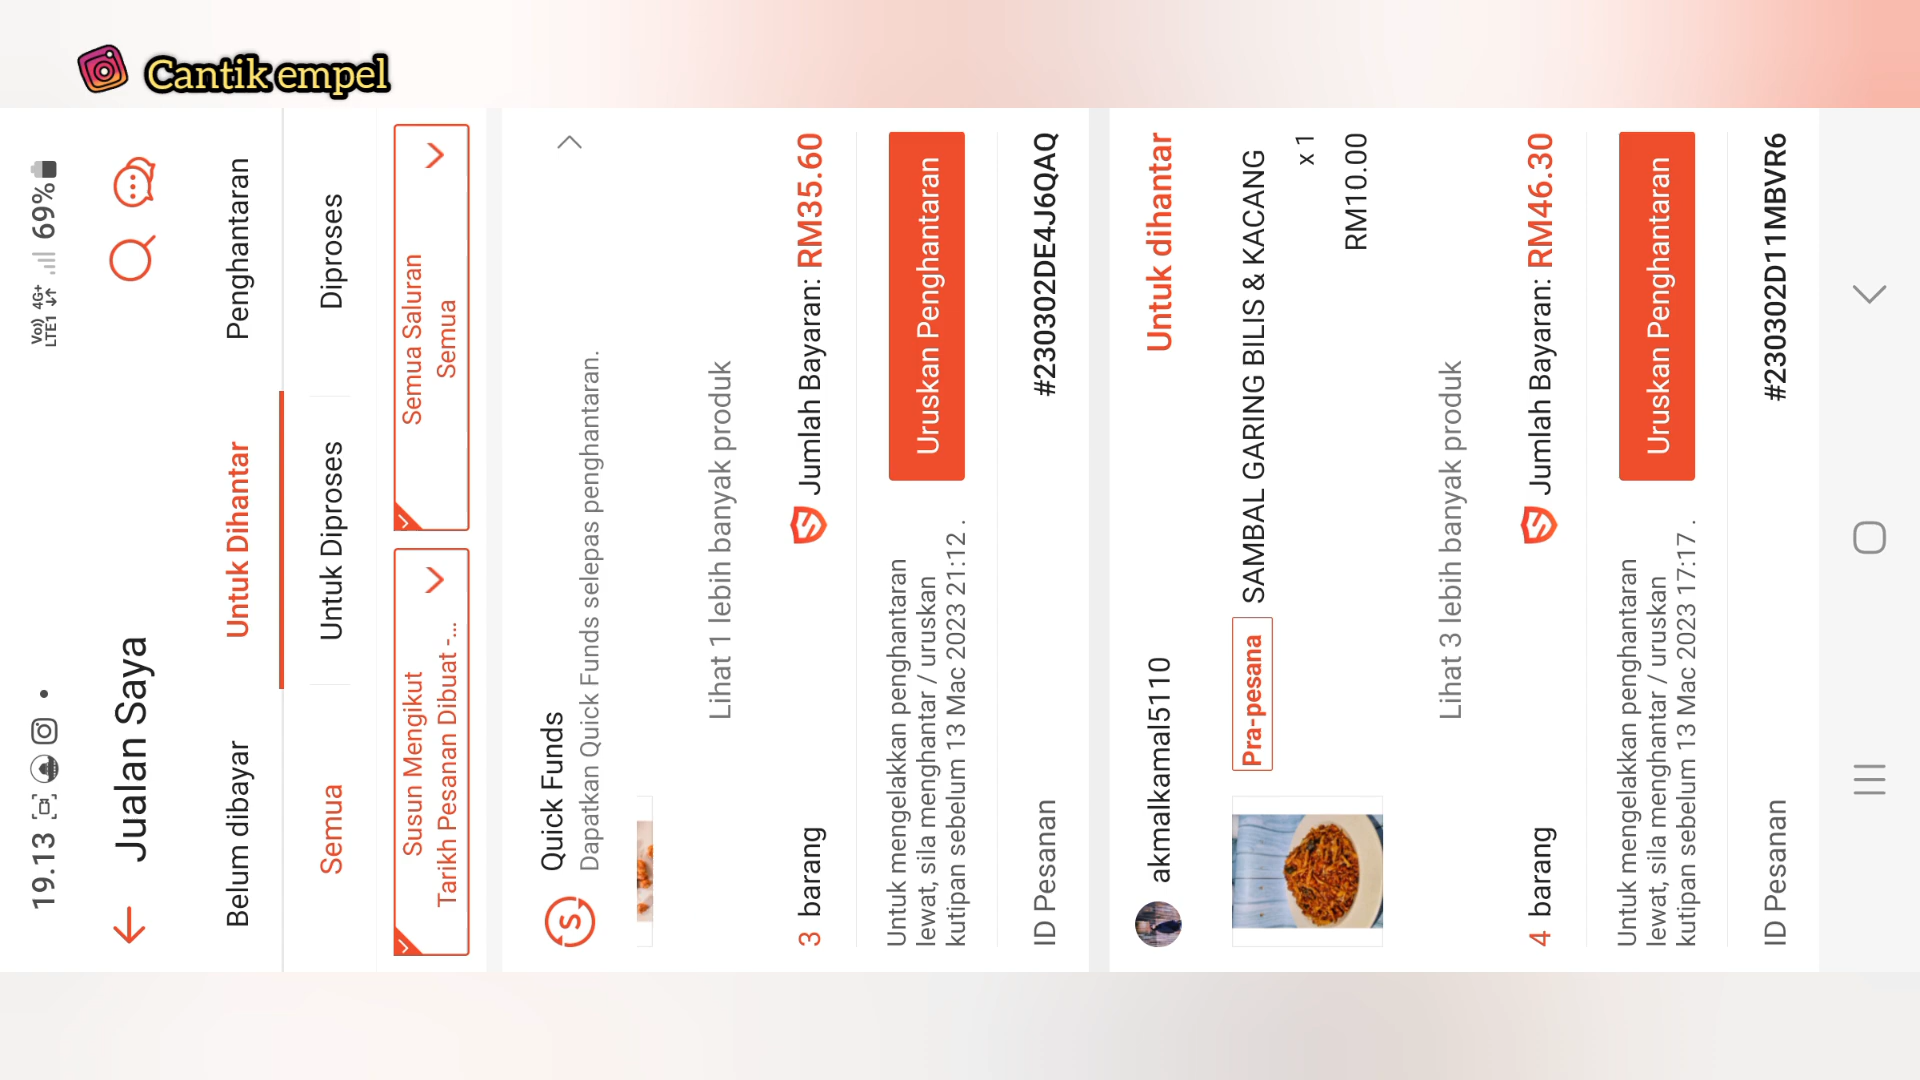 Cantik empel
19.13
Vo)) 4G+
LTE1
69%
Jualan Saya
Belum dibayar
Untuk Dihantar
Penghantaran
Semua
Untuk Diproses
Diproses
Susun Mengikut
Tarikh Pesanan Dibuat -...
Semua Saluran
Semua
Quick Funds
Dapatkan Quick Funds selepas penghantaran.
Lihat 1 lebih banyak produk
3 barang
Jumlah Bayaran: RM35.60
Untuk mengelakkan penghantaran
lewat, sila menghantar / uruskan
kutipan sebelum 13 Mac 2023 21:12 .
Uruskan Penghantaran
ID Pesanan
#230302DE4J6QAQ
akmalkamal5110
Untuk dihantar
Pra-pesana SAMBAL GARING BILIS & KACANG
x 1
RM10.00
Lihat 3 lebih banyak produk
4 barang
Jumlah Bayaran: RM46.30
Untuk mengelakkan penghantaran
lewat, sila menghantar / uruskan
kutipan sebelum 13 Mac 2023 17:17 .
Uruskan Penghantaran
ID Pesanan
#230302D11MBVR6